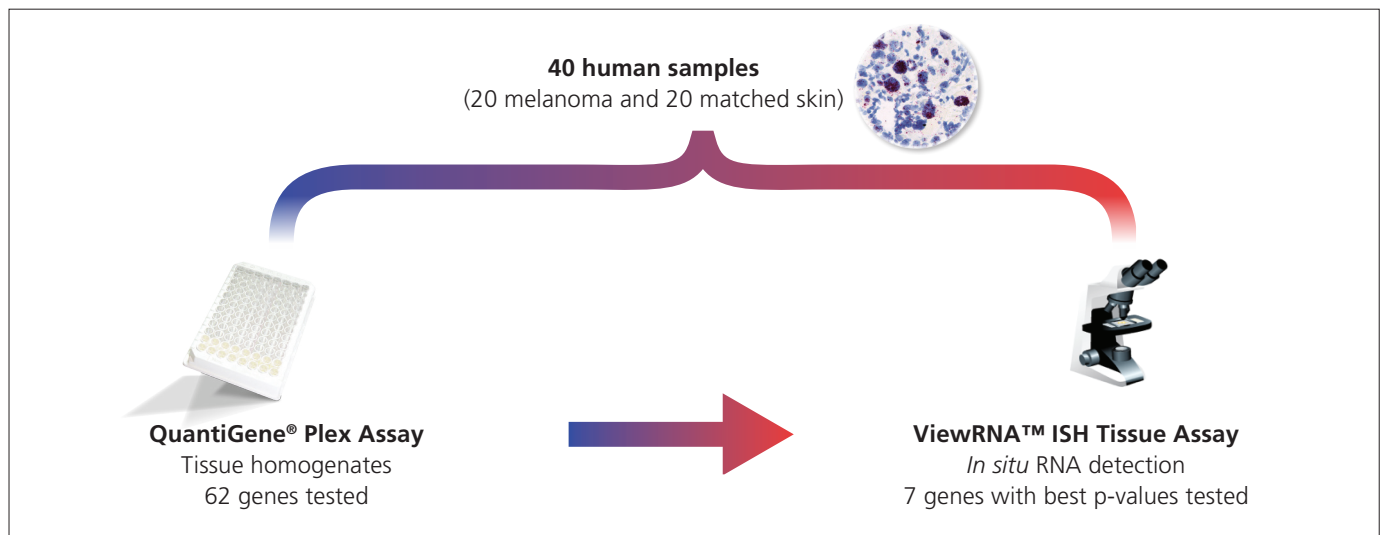 40 human samples
(20 melanoma and 20 matched skin)
QuantiGene® Plex Assay
Tissue homogenates
62 genes tested
ViewRNA™ ISH Tissue Assay
In situ RNA detection
7 genes with best p-values tested